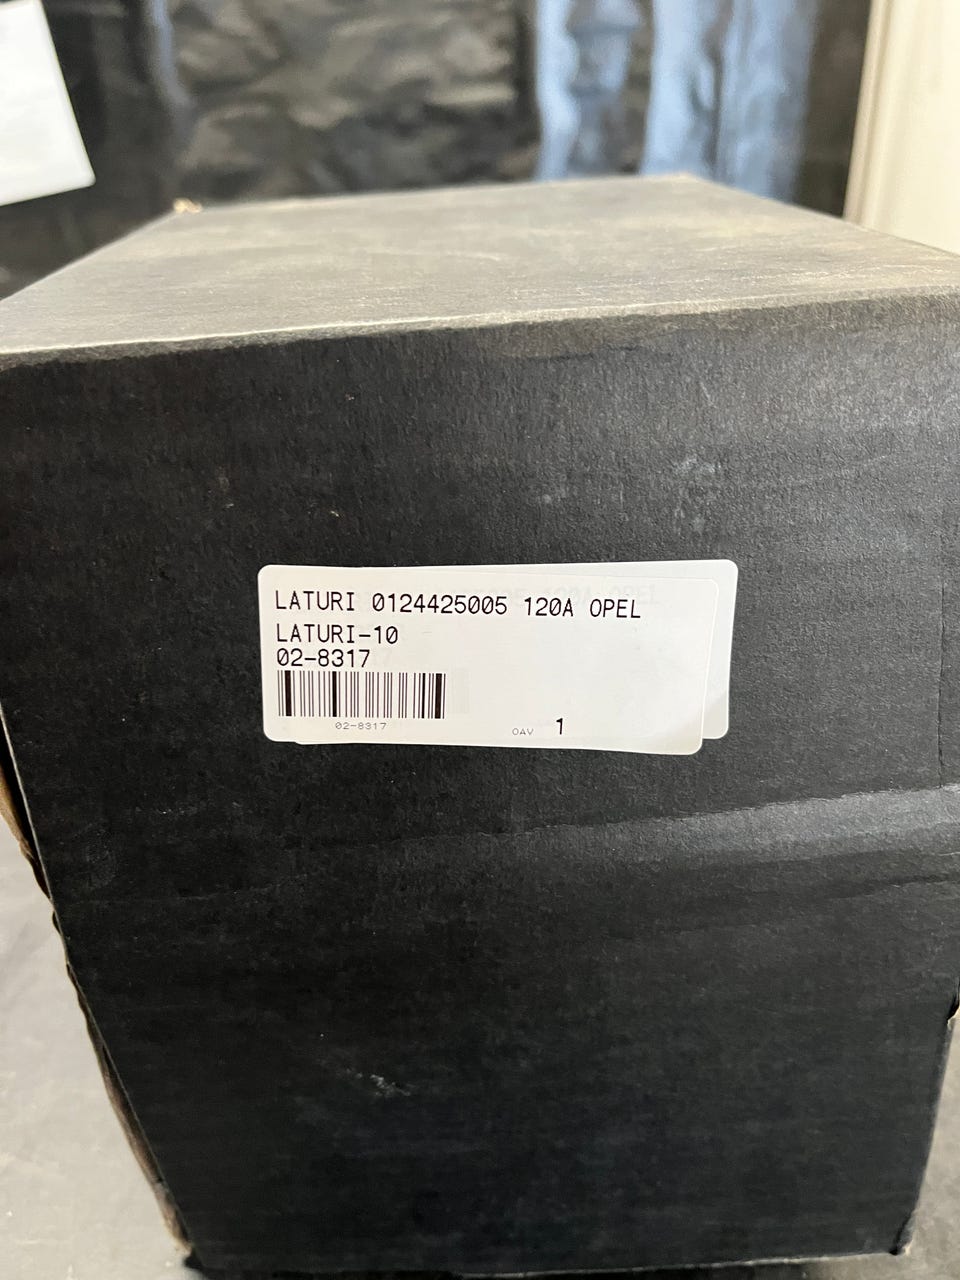 LATURI 0124425005 120A OPEL
LATURI-10
02-8317
02-8317
OAV 1